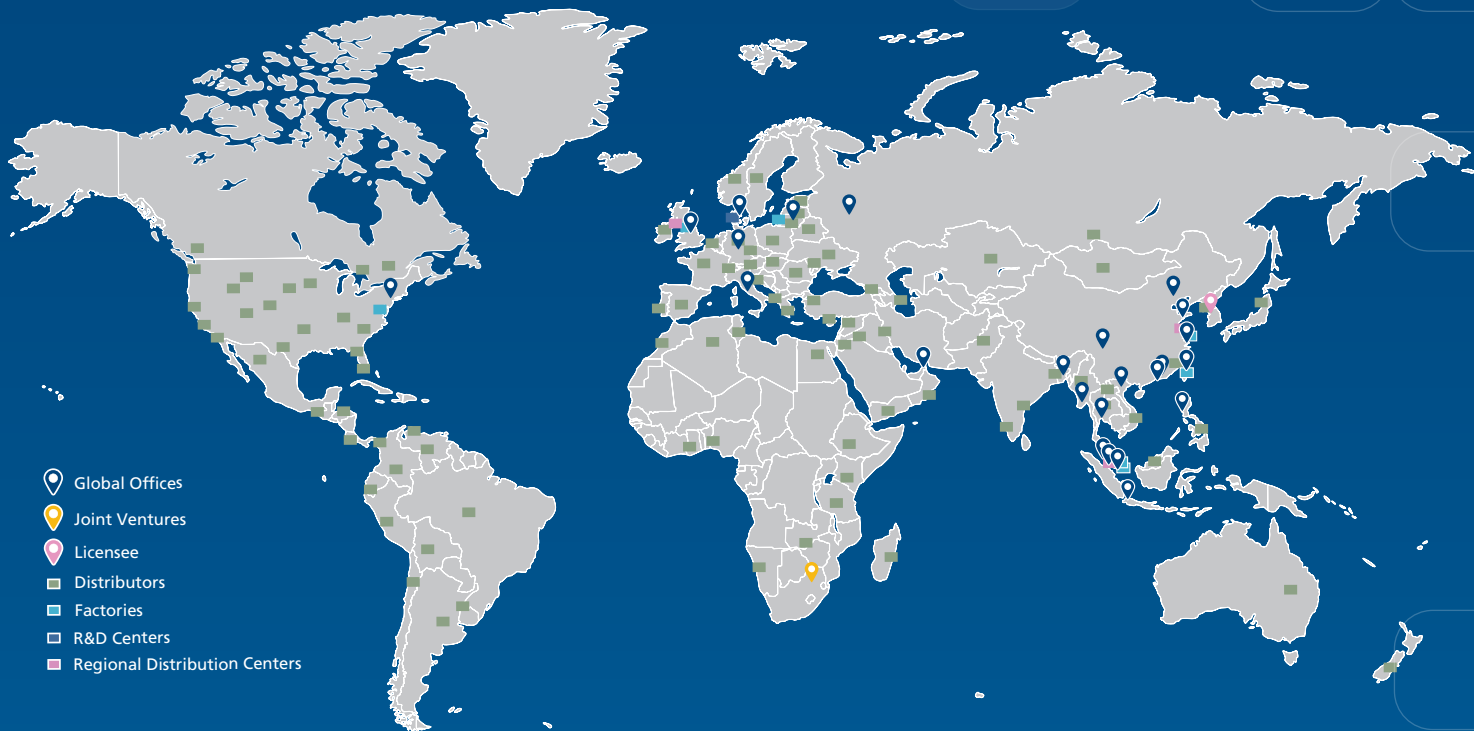 Global Offices
Joint Ventures
Licensee
Distributors
Factories
R&D Centers
Regional Distribution Centers